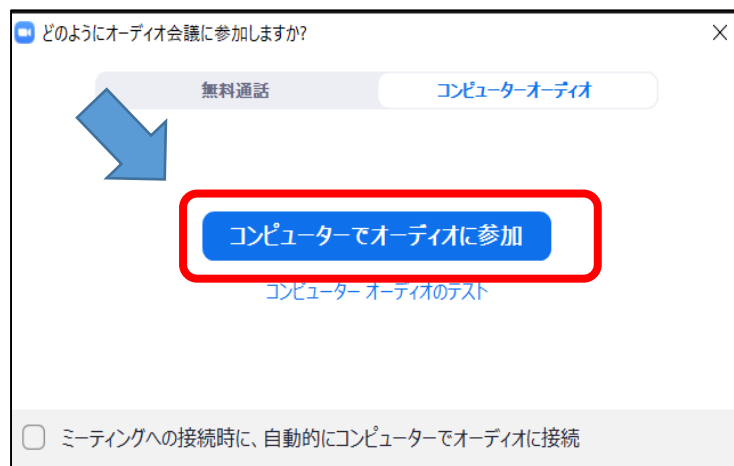 どのようにオーディオ会議に参加しますか?
無料通話
コンピューターオーディオ
コンピューターでオーディオに参加
コンピューター オーディオのテスト
ミーティングへの接続時に、自動的にコンピューターでオーディオに接続